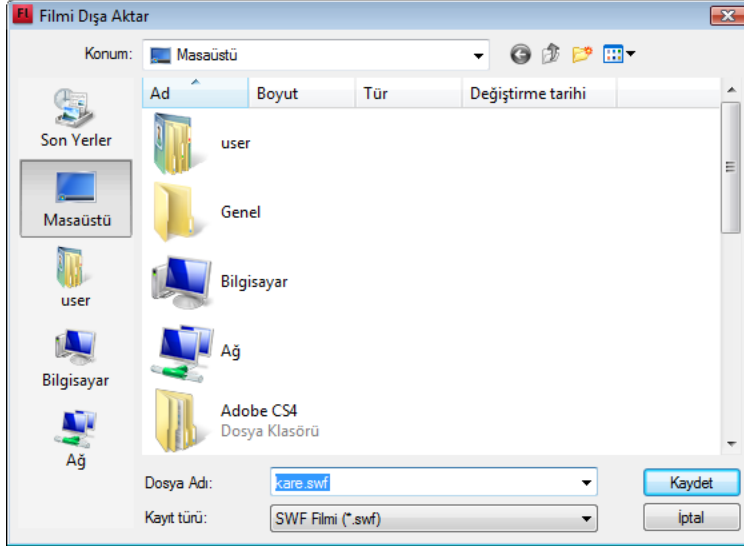 FL Filmi Dışa Aktar
Konum: Masaüstü
Ad Boyut Tür Değiştirme tarihi
Son Yerler
Masaüstü
user
Bilgisayar
Ağ
user
Genel
Bilgisayar
Ağ
Adobe CS4
Dosya Klasörü
Dosya Adı: kare.swf Kaydet
Kayıt türü: SWF Filmi (*.swf) İptal